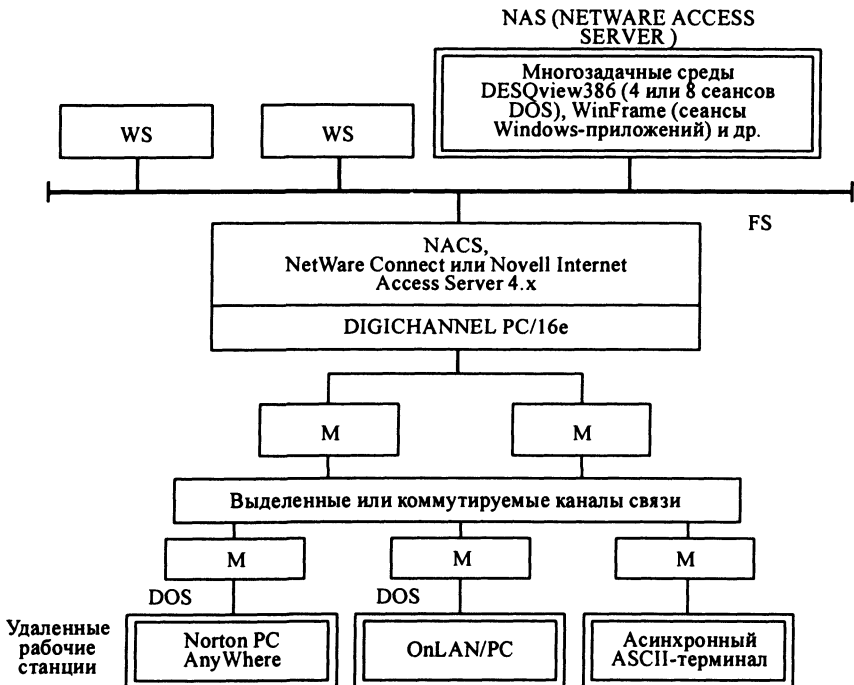 NAS (NETWARE ACCESS
SERVER )
Многозадачные среды
DESQview386 (4 или 8 сеансов
DOS), WinFrame (сеансы
Windows-приложений) и др.
WS
WS
FS
NACS,
NetWare Connect или Novell Internet
Access Server 4.x
DIGICHANNEL PC/16e
M
M
Выделенные или коммутируемые каналы связи
M
M
M
DOS
DOS
Удаленные
рабочие
станции
Norton PC
AnyWhere
OnLAN/PC
Асинхронный
ASCII-терминал